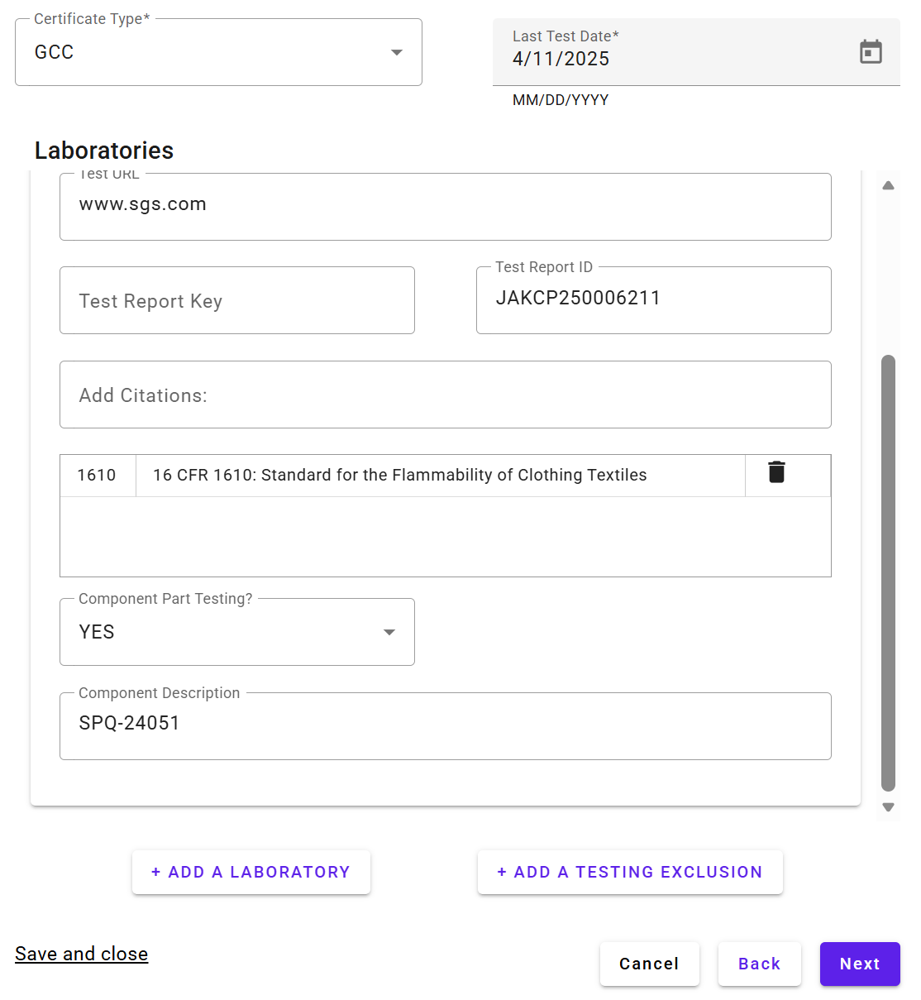 Certificate Type*
GCC
Last Test Date*
4/11/2025
MM/DD/YYYY
Laboratories
Test URL
www.sgs.com
Test Report Key
Test Report ID
JAKCP250006211
Add Citations:
1610 16 CFR 1610: Standard for the Flammability of Clothing Textiles
Component Part Testing?
YES
Component Description
SPQ-24051
+ ADD A LABORATORY
+ ADD A TESTING EXCLUSION
Save and close
Cancel
Back
Next